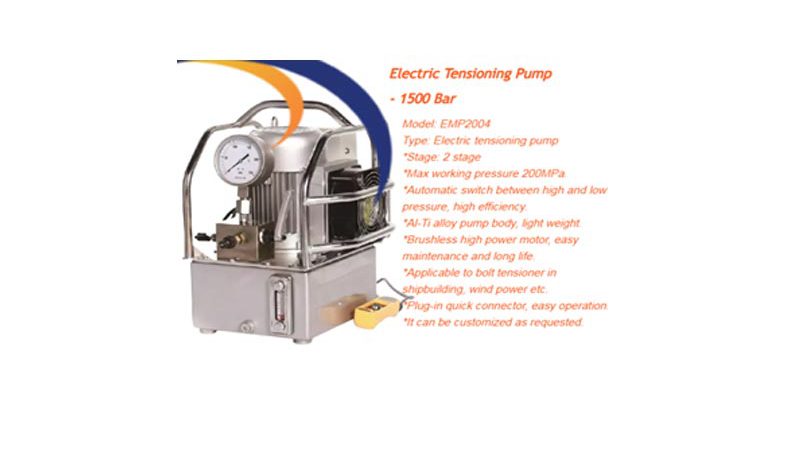 Electric Tensioning Pump
- 1500 Bar
Model: EMP2004
Type: Electric tensioning pump
*Stage: 2 stage
*Max working pressure 200MPa.
*Automatic switch between high and low
pressure, high efficiency.
*Al-Ti alloy pump body, light weight.
*Brushless high power motor, easy
maintenance and long life.
*Applicable to bolt tensioner in
shipbuilding, wind power etc.
*Plug-in quick connector, easy operation.
*It can be customized as requested.